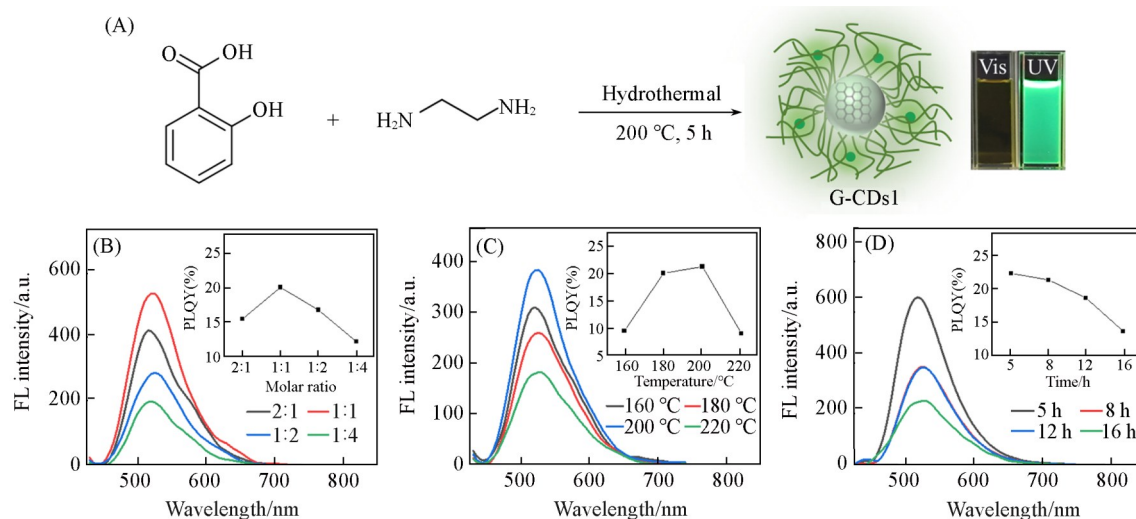 (A)
O
OH
OH
+
H₂N
NH₂
Hydrothermal
200 ℃, 5 h
G-CDs1
Vis
UV
(B)
FL intensity/a.u.
600
400
200
0
500
600
700
800
Wavelength/nm
PLQY(%)
25
20
15
10
2:1
1:1
1:2
1:4
Molar ratio
2:1
1:1
1:2
1:4
(C)
FL intensity/a.u.
400
300
200
100
0
500
600
700
800
Wavelength/nm
PLQY(%)
25
20
15
10
5
160
180
200
220
Temperature/℃
160 ℃
180 ℃
200 ℃
220 ℃
(D)
FL intensity/a.u.
800
600
400
200
0
500
600
700
800
Wavelength/nm
PLQY(%)
25
20
15
10
5
8
12
16
Time/h
5 h
8 h
12 h
16 h